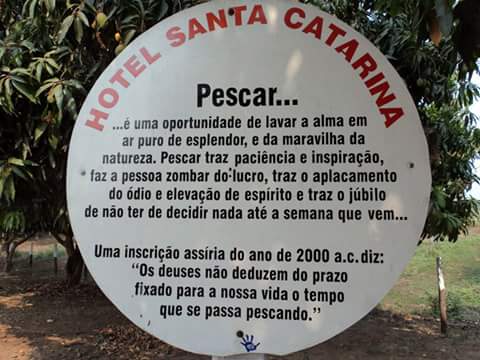 HOTEL SANTA CATARINA
Pescar...
...é uma oportunidade de lavar a alma em
ar puro de esplendor, e da maravilha da
natureza. Pescar traz paciência e inspiração,
faz a pessoa zombar do lucro, traz o aplacamento
do ódio e elevação de espírito e traz o júbilo
de não ter de decidir nada até a semana que vem...
Uma inscrição assíria do ano de 2000 a.c. diz:
“Os deuses não deduzem do prazo
fixado para a nossa vida o tempo
que se passa pescando.”